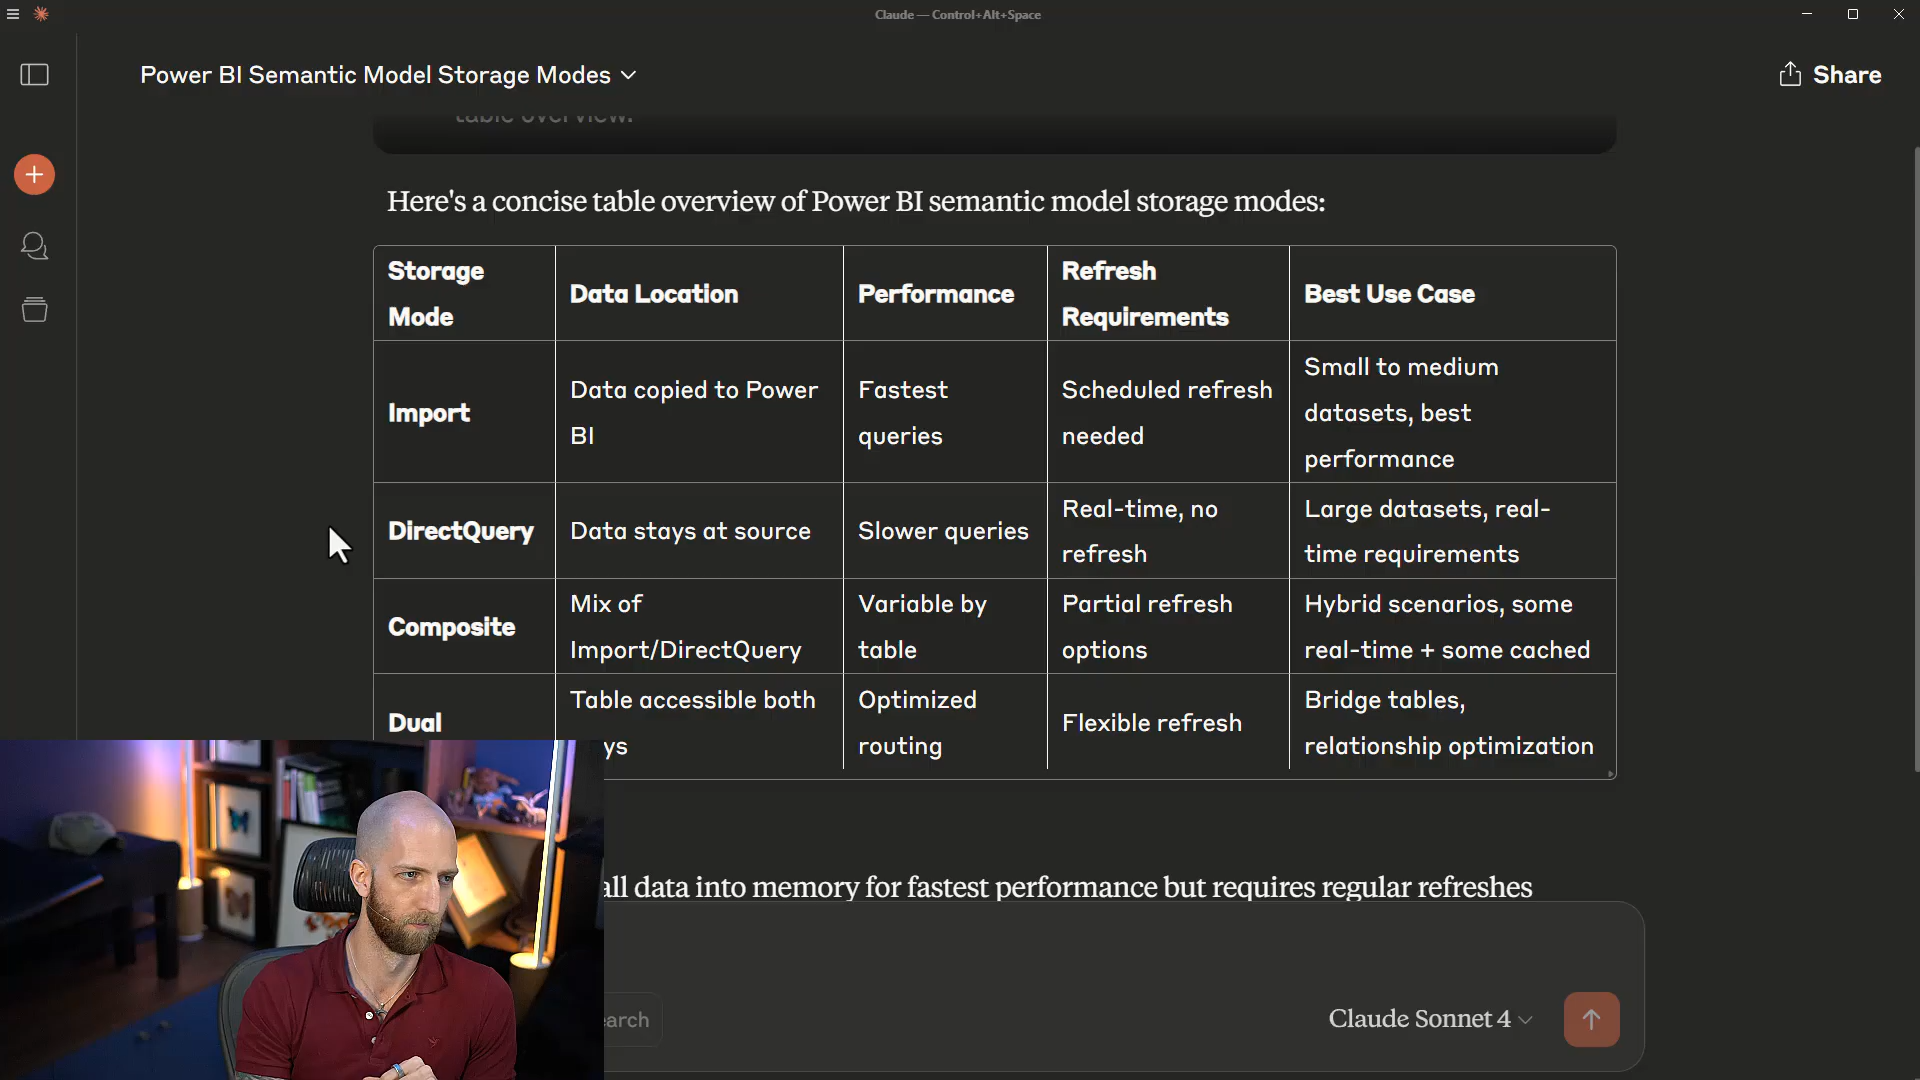 Claude — Control+Alt+Space
Power BI Semantic Model Storage Modes
Share
table overview.
Here's a concise table overview of Power BI semantic model storage modes:
Storage Mode
Data Location
Performance
Refresh Requirements
Best Use Case
Import
Data copied to Power BI
Fastest queries
Scheduled refresh needed
Small to medium datasets, best performance
DirectQuery
Data stays at source
Slower queries
Real-time, no refresh
Large datasets, real-time requirements
Composite
Mix of Import/DirectQuery
Variable by table
Partial refresh options
Hybrid scenarios, some real-time + some cached
Dual
Table accessible both
ys
Optimized routing
Flexible refresh
Bridge tables, relationship optimization
all data into memory for fastest performance but requires regular refreshes
earch
Claude Sonnet 4